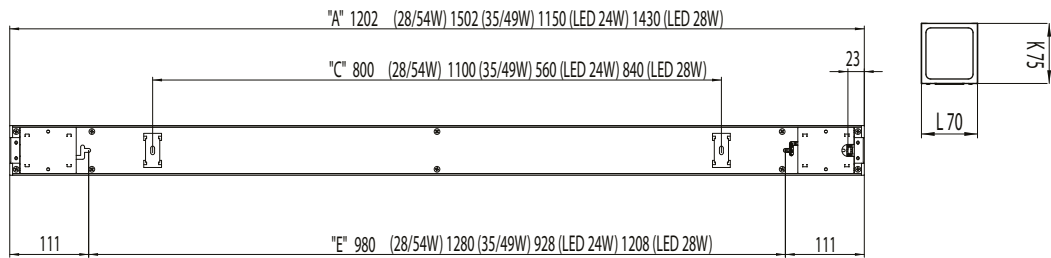 "A" 1202 (28/54W) 1502 (35/49W) 1150 (LED 24W) 1430 (LED 28W)
"C" 800 (28/54W) 1100 (35/49W) 560 (LED 24W) 840 (LED 28W)
23
K 75
L 70
111
"E" 980 (28/54W) 1280 (35/49W) 928 (LED 24W) 1208 (LED 28W)
111